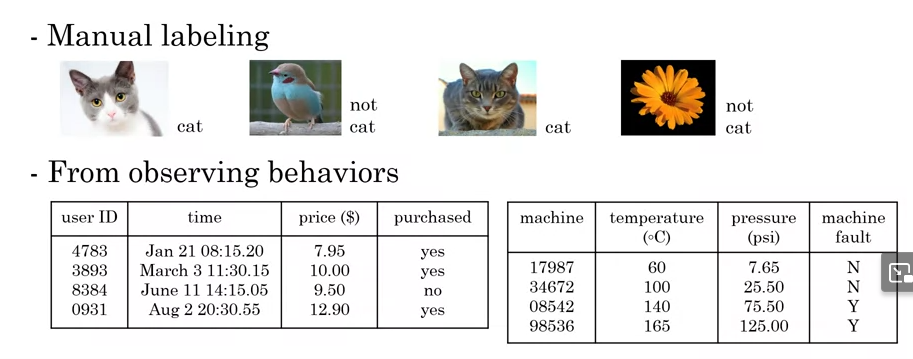 - Manual labeling
cat
not
cat
cat
not
cat
- From observing behaviors
user ID time price ($) purchased
4783 Jan 21 08:15.20 7.95 yes
3893 March 3 11:30.15 10.00 yes
8384 June 11 14:15.05 9.50 no
0931 Aug 2 20:30.55 12.90 yes
machine temperature pressure machine
(°C) (psi) fault
17987 60 7.65 N
34672 100 25.50 N
08542 140 75.50 Y
98536 165 125.00 Y